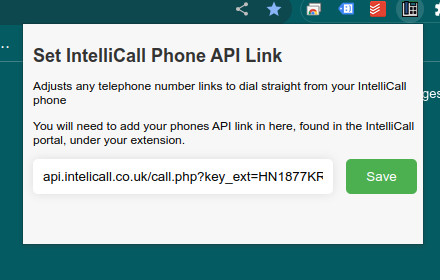 Set IntelliCall Phone API Link
Adjusts any telephone number links to dial straight from your IntelliCall
phone
You will need to add your phones API link in here, found in the IntelliCall
portal, under your extension.
api.intelicall.co.uk/call.php?key_ext=HN1877KR
Save
ges